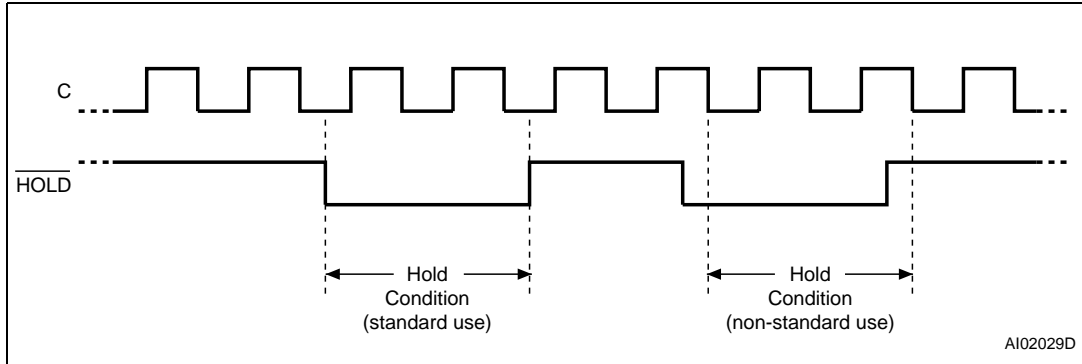 C
HOLD
Hold
Condition
(standard use)
Hold
Condition
(non-standard use)
AI02029D